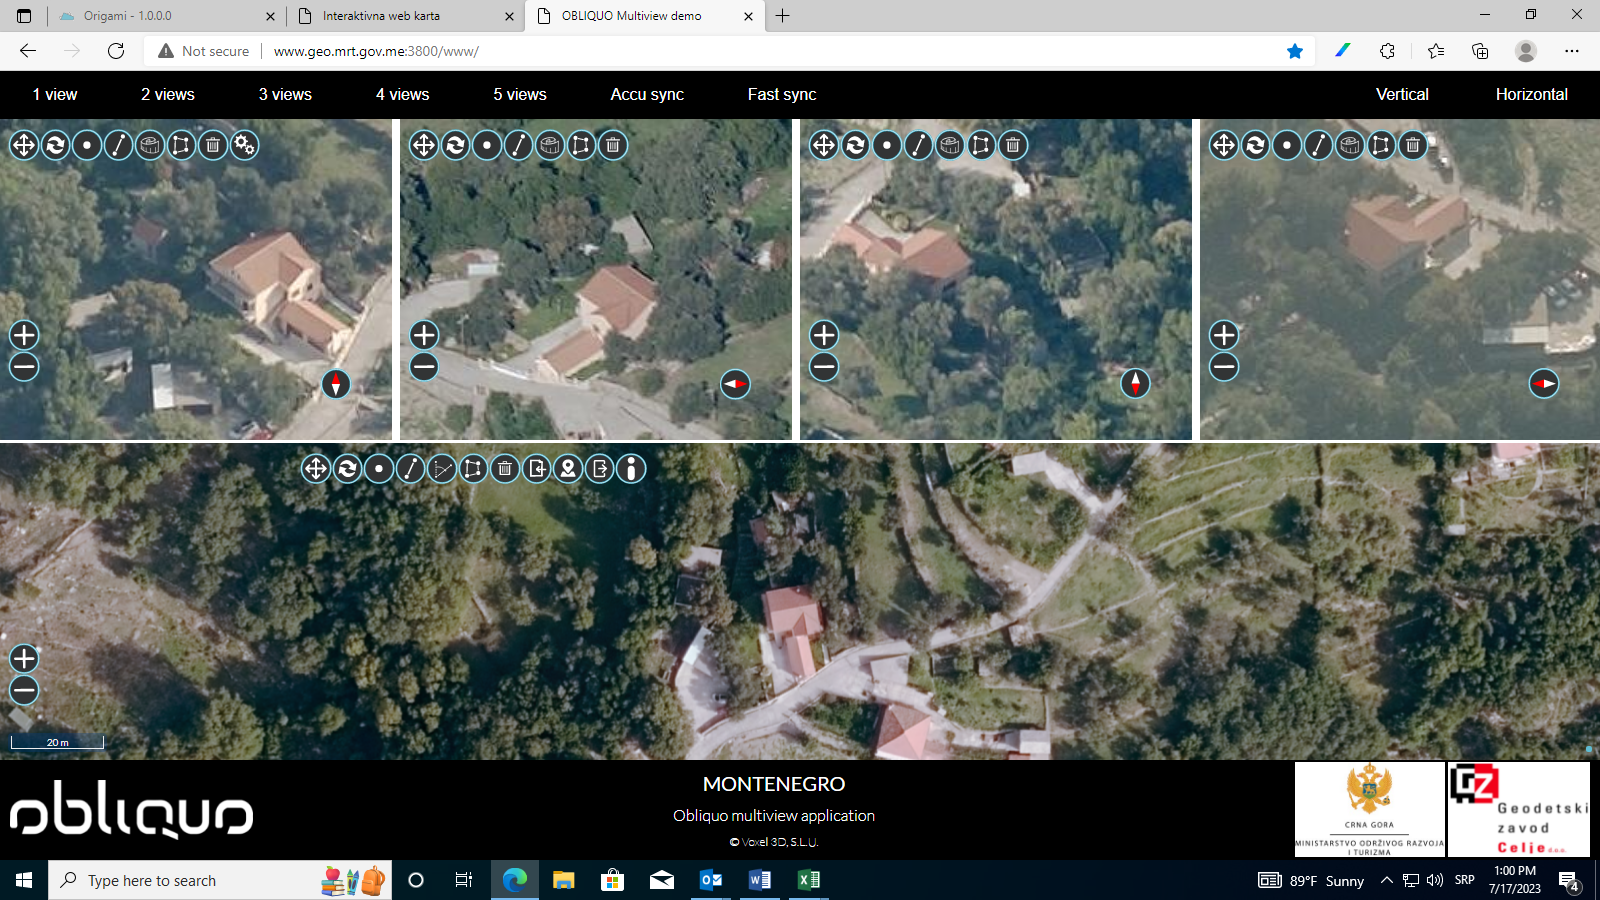 Origami - 1.0.0.0
Interaktivna web karta
OBLIQUO Multiview demo
Not secure
www.geo.mrt.gov.me:3800/www/
1 view
2 views
3 views
4 views
5 views
Accu sync
Fast sync
Vertical
Horizontal
20 m
obliquo
MONTENEGRO
Obliquo multiview application
© Voxel 3D, S.L.U.
CRNA GORA
MINISTARSTVO ODRŽIVOG RAZVOJA
I TURIZMA
GZ
Geodetski
zavod
Celje d.o.o.
Type here to search
89°F Sunny
SRP
1:00 PM
7/17/2023
4